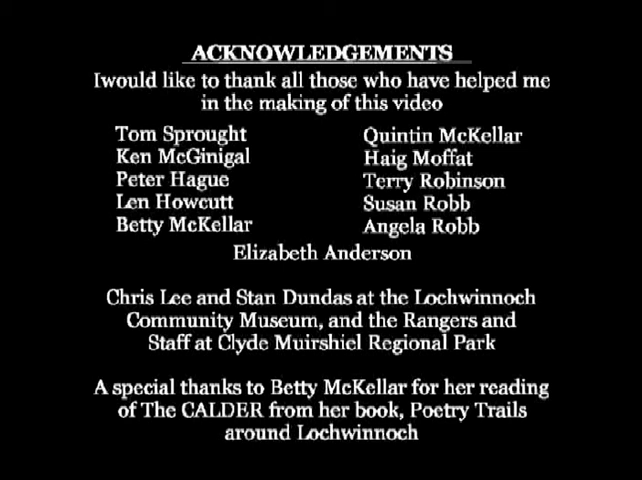 ACKNOWLEDGEMENTS
Iwould like to thank all those who have helped me
in the making of this video
Tom Sprought
Ken McGinigal
Peter Hague
Len Howcutt
Betty McKellar
Quintin McKellar
Haig Moffat
Terry Robinson
Susan Robb
Angela Robb
Elizabeth Anderson
Chris Lee and Stan Dundas at the Lochwinnoch
Community Museum, and the Rangers and
Staff at Clyde Muirshiel Regional Park
A special thanks to Betty McKellar for her reading
of The CALDER from her book, Poetry Trails
around Lochwinnoch